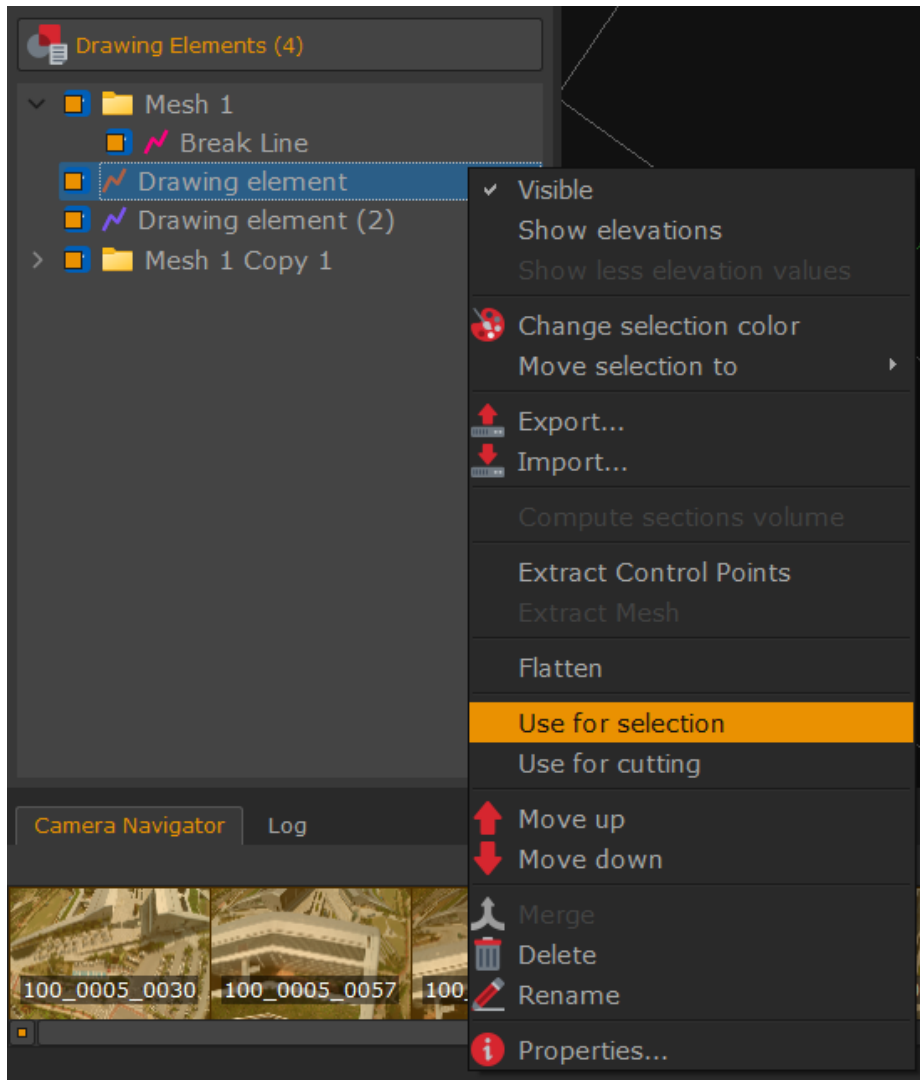 Drawing Elements (4)
Mesh 1
Break Line
Drawing element
Drawing element (2)
Mesh 1 Copy 1
Visible
Show elevations
Show less elevation values
Change selection color
Move selection to
Export...
Import...
Compute sections volume
Extract Control Points
Extract Mesh
Flatten
Use for selection
Use for cutting
Move up
Move down
Merge
Delete
Rename
Properties...
Camera Navigator
Log
100_0005_0030
100_0005_0057
100_